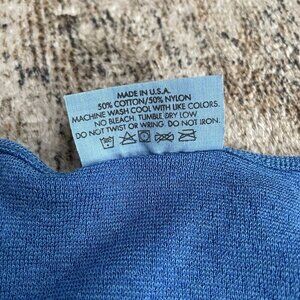 MADE IN U.S.A.
50% COTTON/50% NYLON
MACHINE WASH COOL WITH LIKE COLORS.
NO BLEACH. TUMBLE DRY LOW
DO NOT TWIST OR WRING. DO NOT IRON.